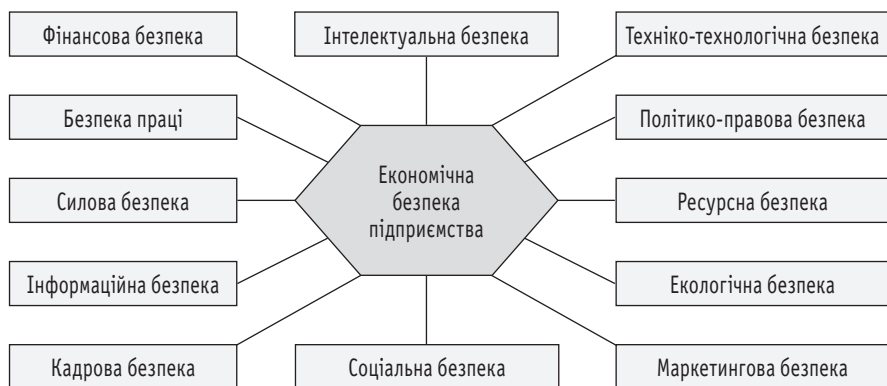 Фінансова безпека
Інтелектуальна безпека
Техніко-технологічна безпека
Безпека праці
Політико-правова безпека
Економічна
безпека
підприємства
Силова безпека
Ресурсна безпека
Інформаційна безпека
Екологічна безпека
Кадрова безпека
Соціальна безпека
Маркетингова безпека